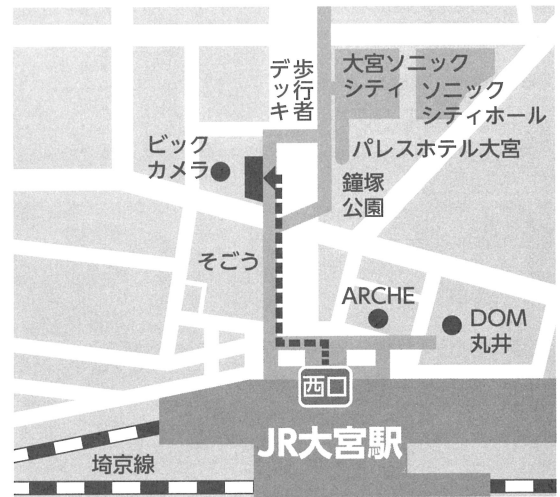 歩行者
デッキ
大宮ソニック
シティ
ソニック
シティホール
パレスホテル大宮
鐘塚
公園
ビック
カメラ
そごう
ARCHE
DOM
丸井
西口
JR大宮駅
埼京線